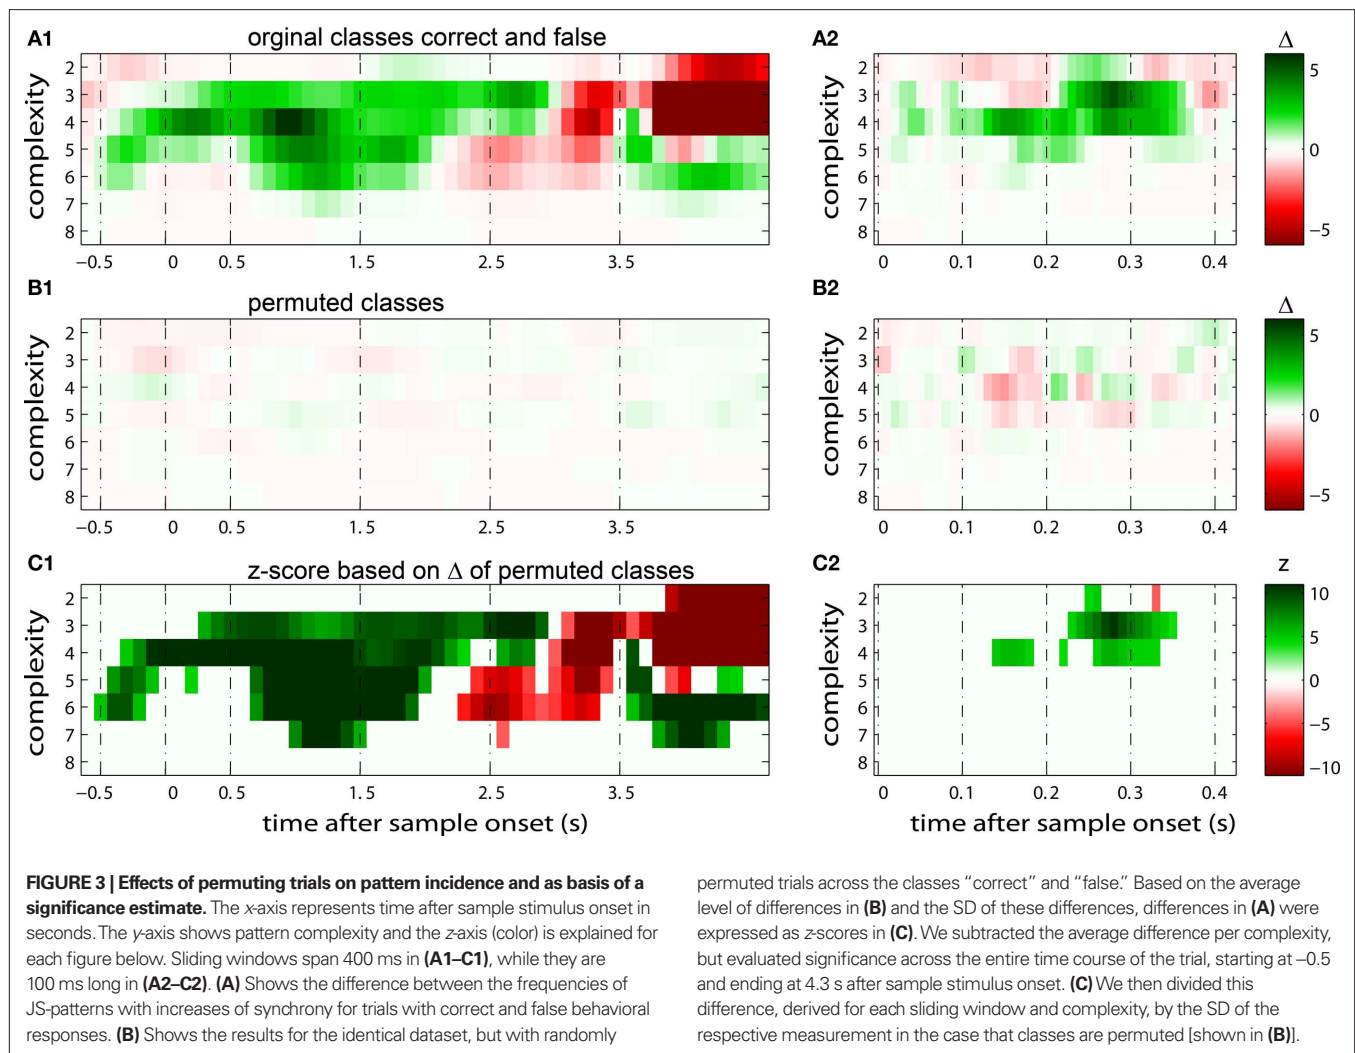 A1 orginal classes correct and false
complexity
2
3
4
5
6
7
8
−0.5 0 0.5 1.5 2.5 3.5
A2
complexity
2
3
4
5
6
7
8
0 0.1 0.2 0.3 0.4
Δ
5
0
−5
B1 permuted classes
complexity
2
3
4
5
6
7
8
−0.5 0 0.5 1.5 2.5 3.5
B2
complexity
2
3
4
5
6
7
8
0 0.1 0.2 0.3 0.4
Δ
5
0
−5
C1 z-score based on Δ of permuted classes
complexity
2
3
4
5
6
7
8
−0.5 0 0.5 1.5 2.5 3.5
time after sample onset (s)
C2
complexity
2
3
4
5
6
7
8
0 0.1 0.2 0.3 0.4
time after sample onset (s)
z
10
5
0
−5
−10
FIGURE 3 | Effects of permuting trials on pattern incidence and as basis of a
significance estimate. The x-axis represents time after sample stimulus onset in
seconds. The y-axis shows pattern complexity and the z-axis (color) is explained for
each figure below. Sliding windows span 400 ms in (A1–C1), while they are
100 ms long in (A2–C2). (A) Shows the difference between the frequencies of
JS-patterns with increases of synchrony for trials with correct and false behavioral
responses. (B) Shows the results for the identical dataset, but with randomly
permuted trials across the classes “correct” and “false.” Based on the average
level of differences in (B) and the SD of these differences, differences in (A) were
expressed as z-scores in (C). We subtracted the average difference per complexity,
but evaluated significance across the entire time course of the trial, starting at −0.5
and ending at 4.3 s after sample stimulus onset. (C) We then divided this
difference, derived for each sliding window and complexity, by the SD of the
respective measurement in the case that classes are permuted [shown in (B)].